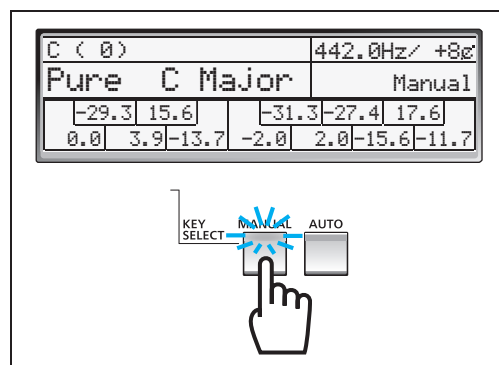 C ( 0) 442.0Hz/ +8¢
Pure C Major Manual
-29.3 15.6 -31.3 -27.4 17.6
0.0 3.9 -13.7 -2.0 2.0 -15.6 -11.7
KEY SELECT MANUAL AUTO